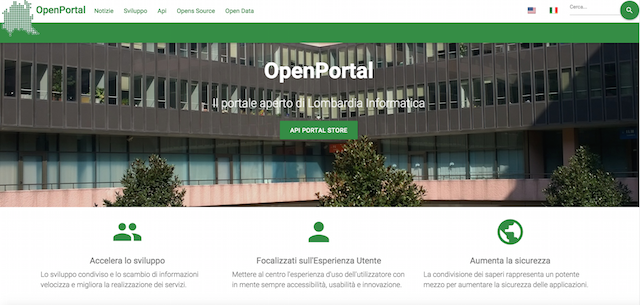 OpenPortal
Notizie Sviluppo Api Opens Source Open Data
Cerca...
OpenPortal
Il portale aperto di Lombardia Informatica
API PORTAL STORE
Accelera lo sviluppo
Lo sviluppo condiviso e lo scambio di informazioni
velocizza e migliora la realizzazione dei servizi.
Focalizzati sull'Esperienza Utente
Mettere al centro l'esperienza d'uso dell'utilizzatore con
in mente sempre accessibilità, usabilità e innovazione.
Aumenta la sicurezza
La condivisione dei saperi rappresenta un potente
mezzo per aumentare la sicurezza delle applicazioni.